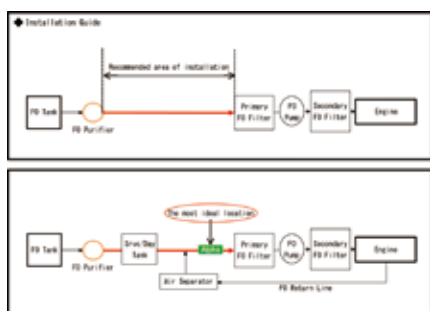 ◆ Installation Guide
Recommended area of installation
FO Tank
FO Purifier
Primary
FO Filter
FO
Pump
Secondary
FO Filter
Engine
The most ideal location
FO Tank
FO Purifier
Tank
Air Separator
Primary
FO Filter
FO
Pump
Secondary
FO Filter
Engine
FO Return Line